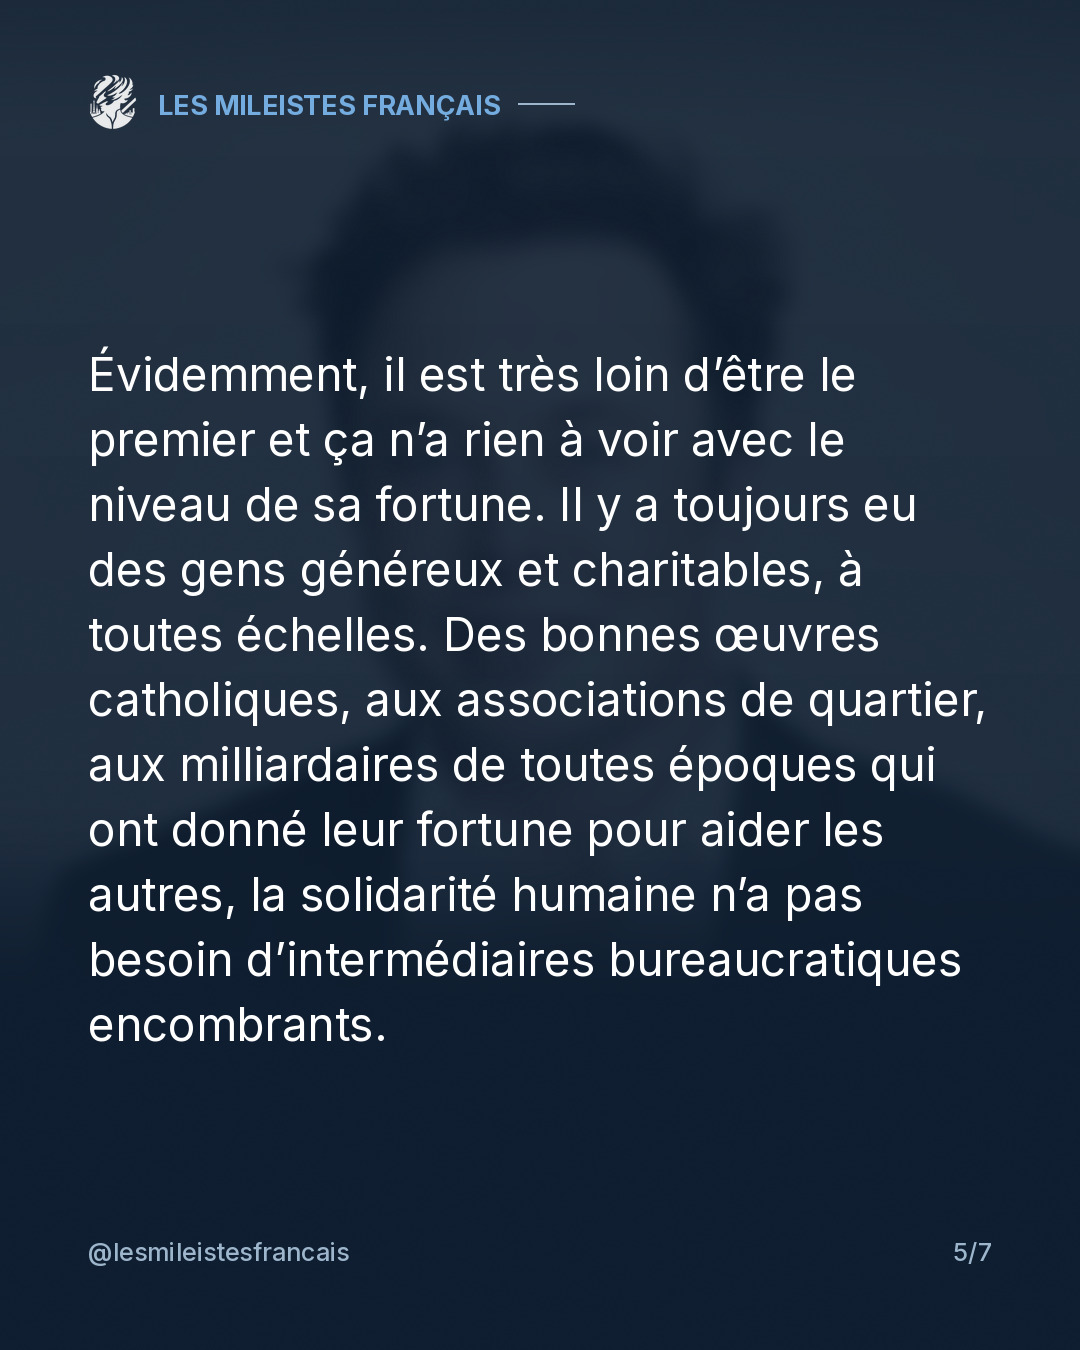 LES MILEISTES FRANÇAIS
Évidemment, il est très loin d’être le
premier et ça n’a rien à voir avec le
niveau de sa fortune. Il y a toujours eu
des gens généreux et charitables, à
toutes échelles. Des bonnes œuvres
catholiques, aux associations de quartier,
aux milliardaires de toutes époques qui
ont donné leur fortune pour aider les
autres, la solidarité humaine n’a pas
besoin d’intermédiaires bureaucratiques
encombrants.
@lesmileistesfrancais
5/7